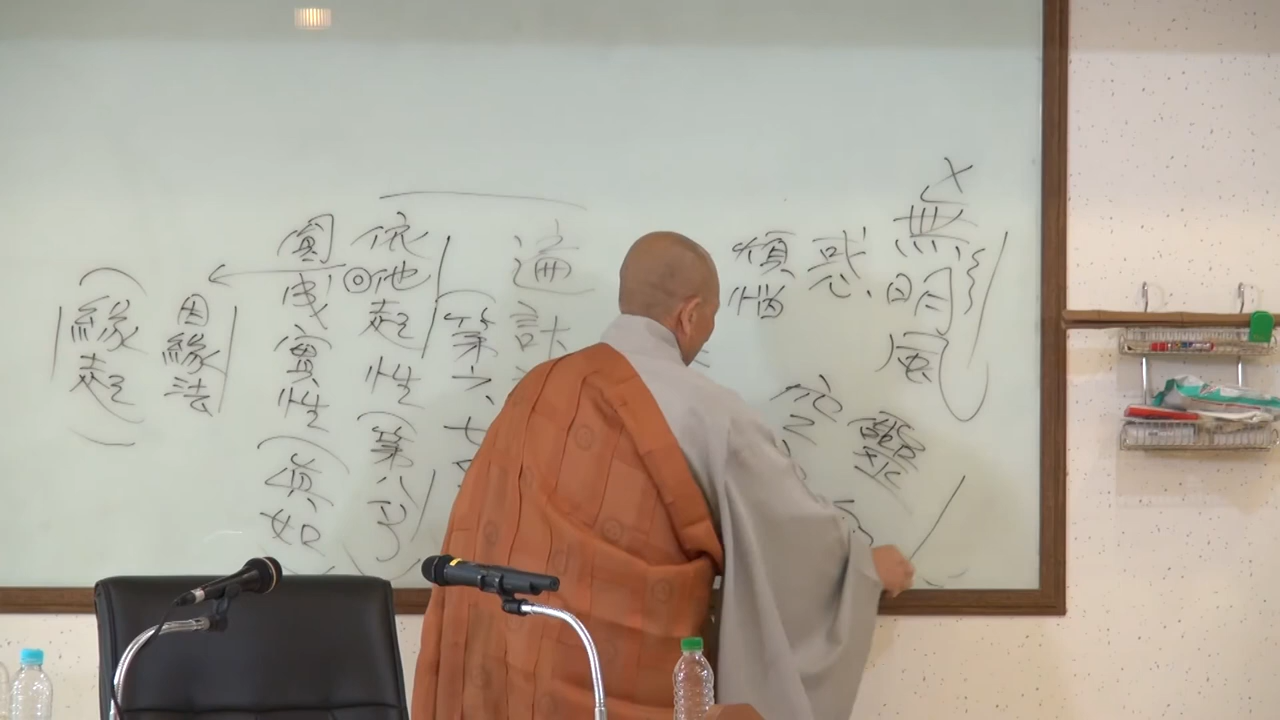 無明風
惑
煩惱
遍計
第六、七
依他起性(第八
圓成實性(眞如
因緣法
(緣起)